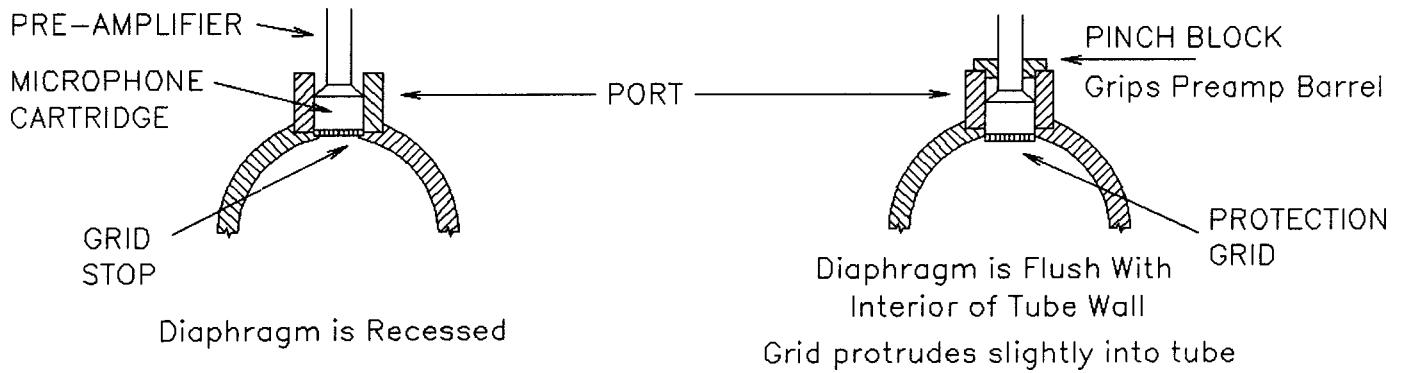 PRE-AMPLIFIER
MICROPHONE
CARTRIDGE
PORT
PINCH BLOCK
Grips Preamp Barrel
GRID
STOP
PROTECTION
GRID
Diaphragm is Recessed
Diaphragm is Flush With
Interior of Tube Wall
Grid protrudes slightly into tube